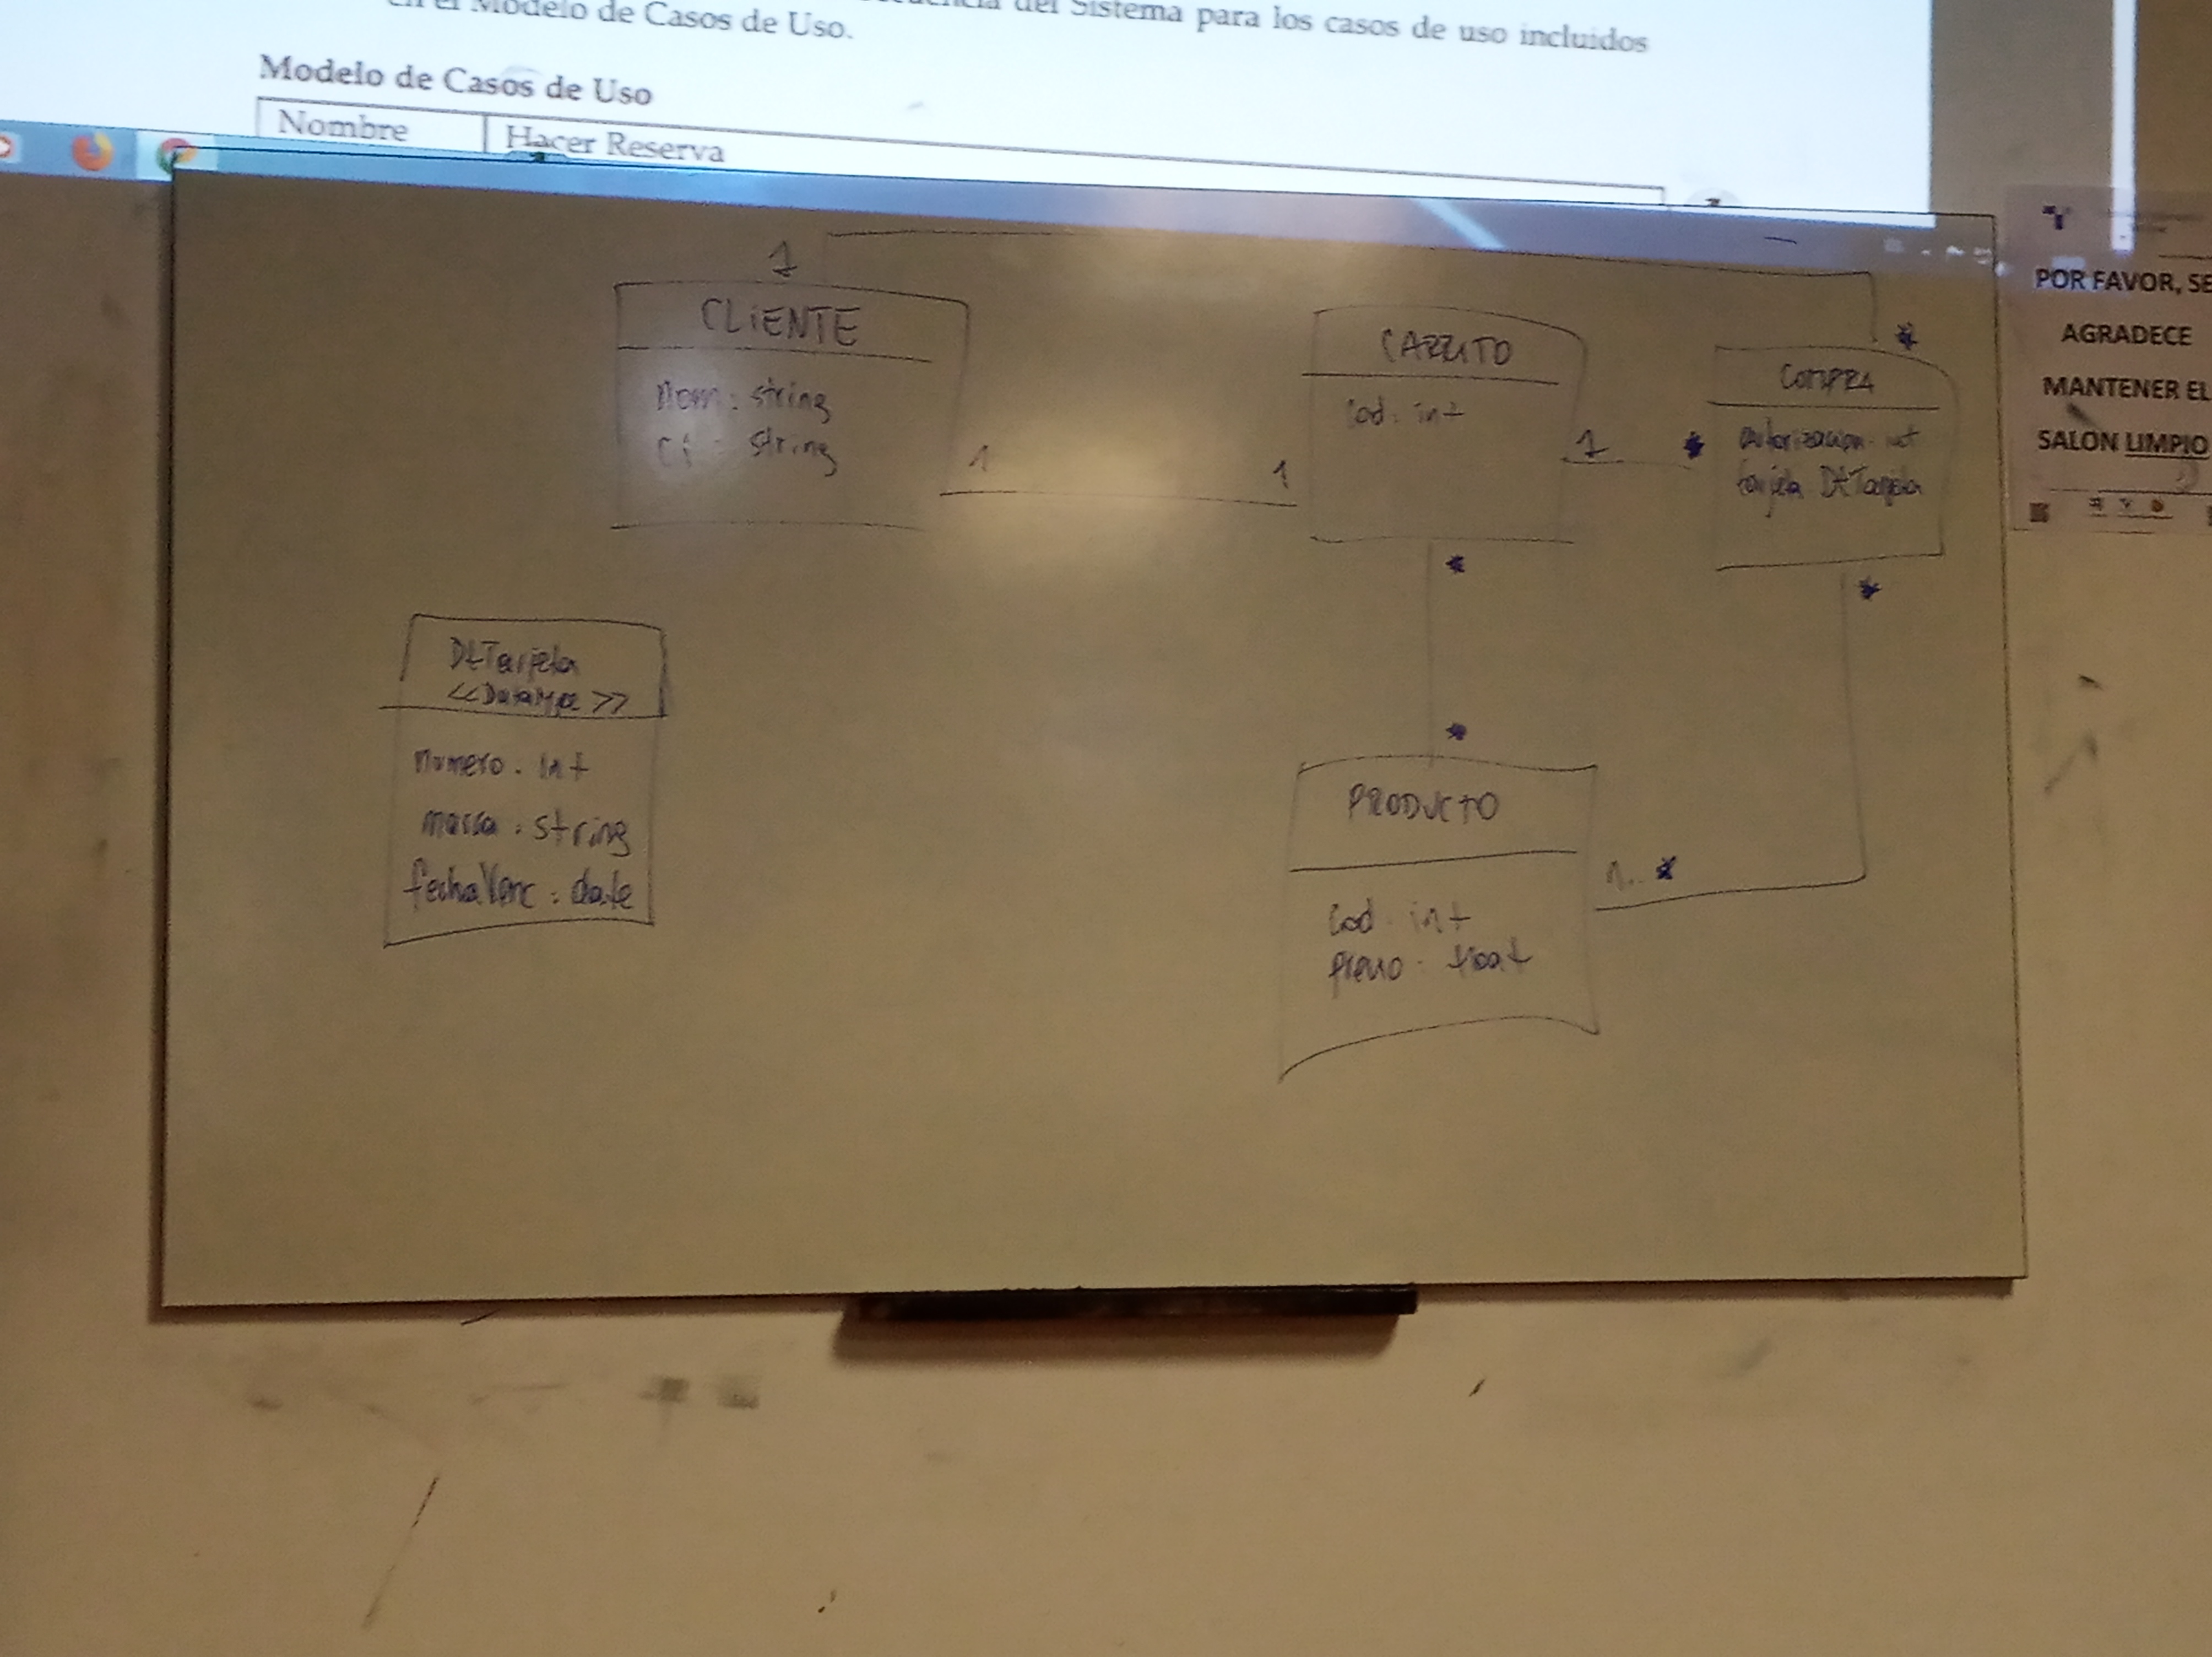 del Sistema para los casos de uso incluidos
en el Modelo de Casos de Uso.
Modelo de Casos de Uso
Nombre Hacer Reserva
POR FAVOR, SE
AGRADECE
MANTENER EL
SALON LIMPIO
1
CLIENTE
nom: string
ci - string
1
1
CARRITO
cod: int
1
*
*
COMPRA
autorizacion: int
tarjeta DtTarjeta
*
*
DtTarjeta
<<Datatype>>
numero. int
marca: string
fechaVenc: date
*
PRODUCTO
cod. int
precio. float
1..*